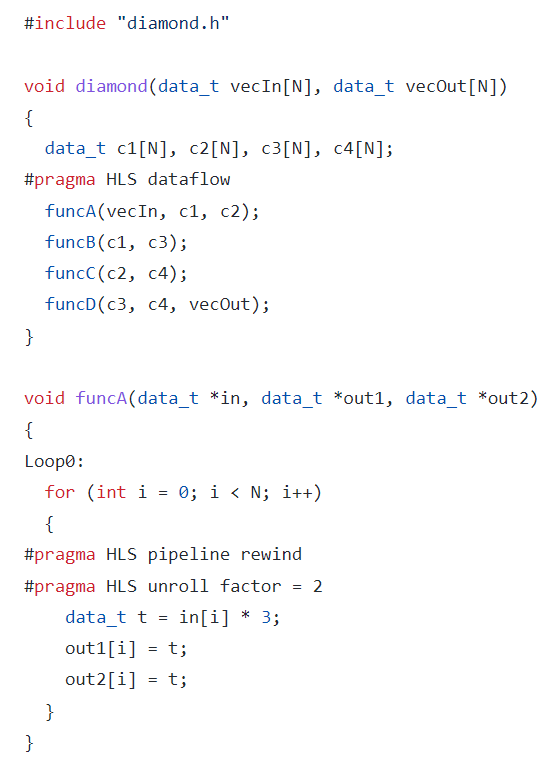 #include "diamond.h"
void diamond(data_t vecIn[N], data_t vecOut[N])
{
data_t c1[N], c2[N], c3[N], c4[N];
#pragma HLS dataflow
funcA(vecIn, c1, c2);
funcB(c1, c3);
funcC(c2, c4);
funcD(c3, c4, vecOut);
}
void funcA(data_t *in, data_t *out1, data_t *out2)
{
Loop0:
for (int i = 0; i < N; i++)
{
#pragma HLS pipeline rewind
#pragma HLS unroll factor = 2
data_t t = in[i] * 3;
out1[i] = t;
out2[i] = t;
}
}